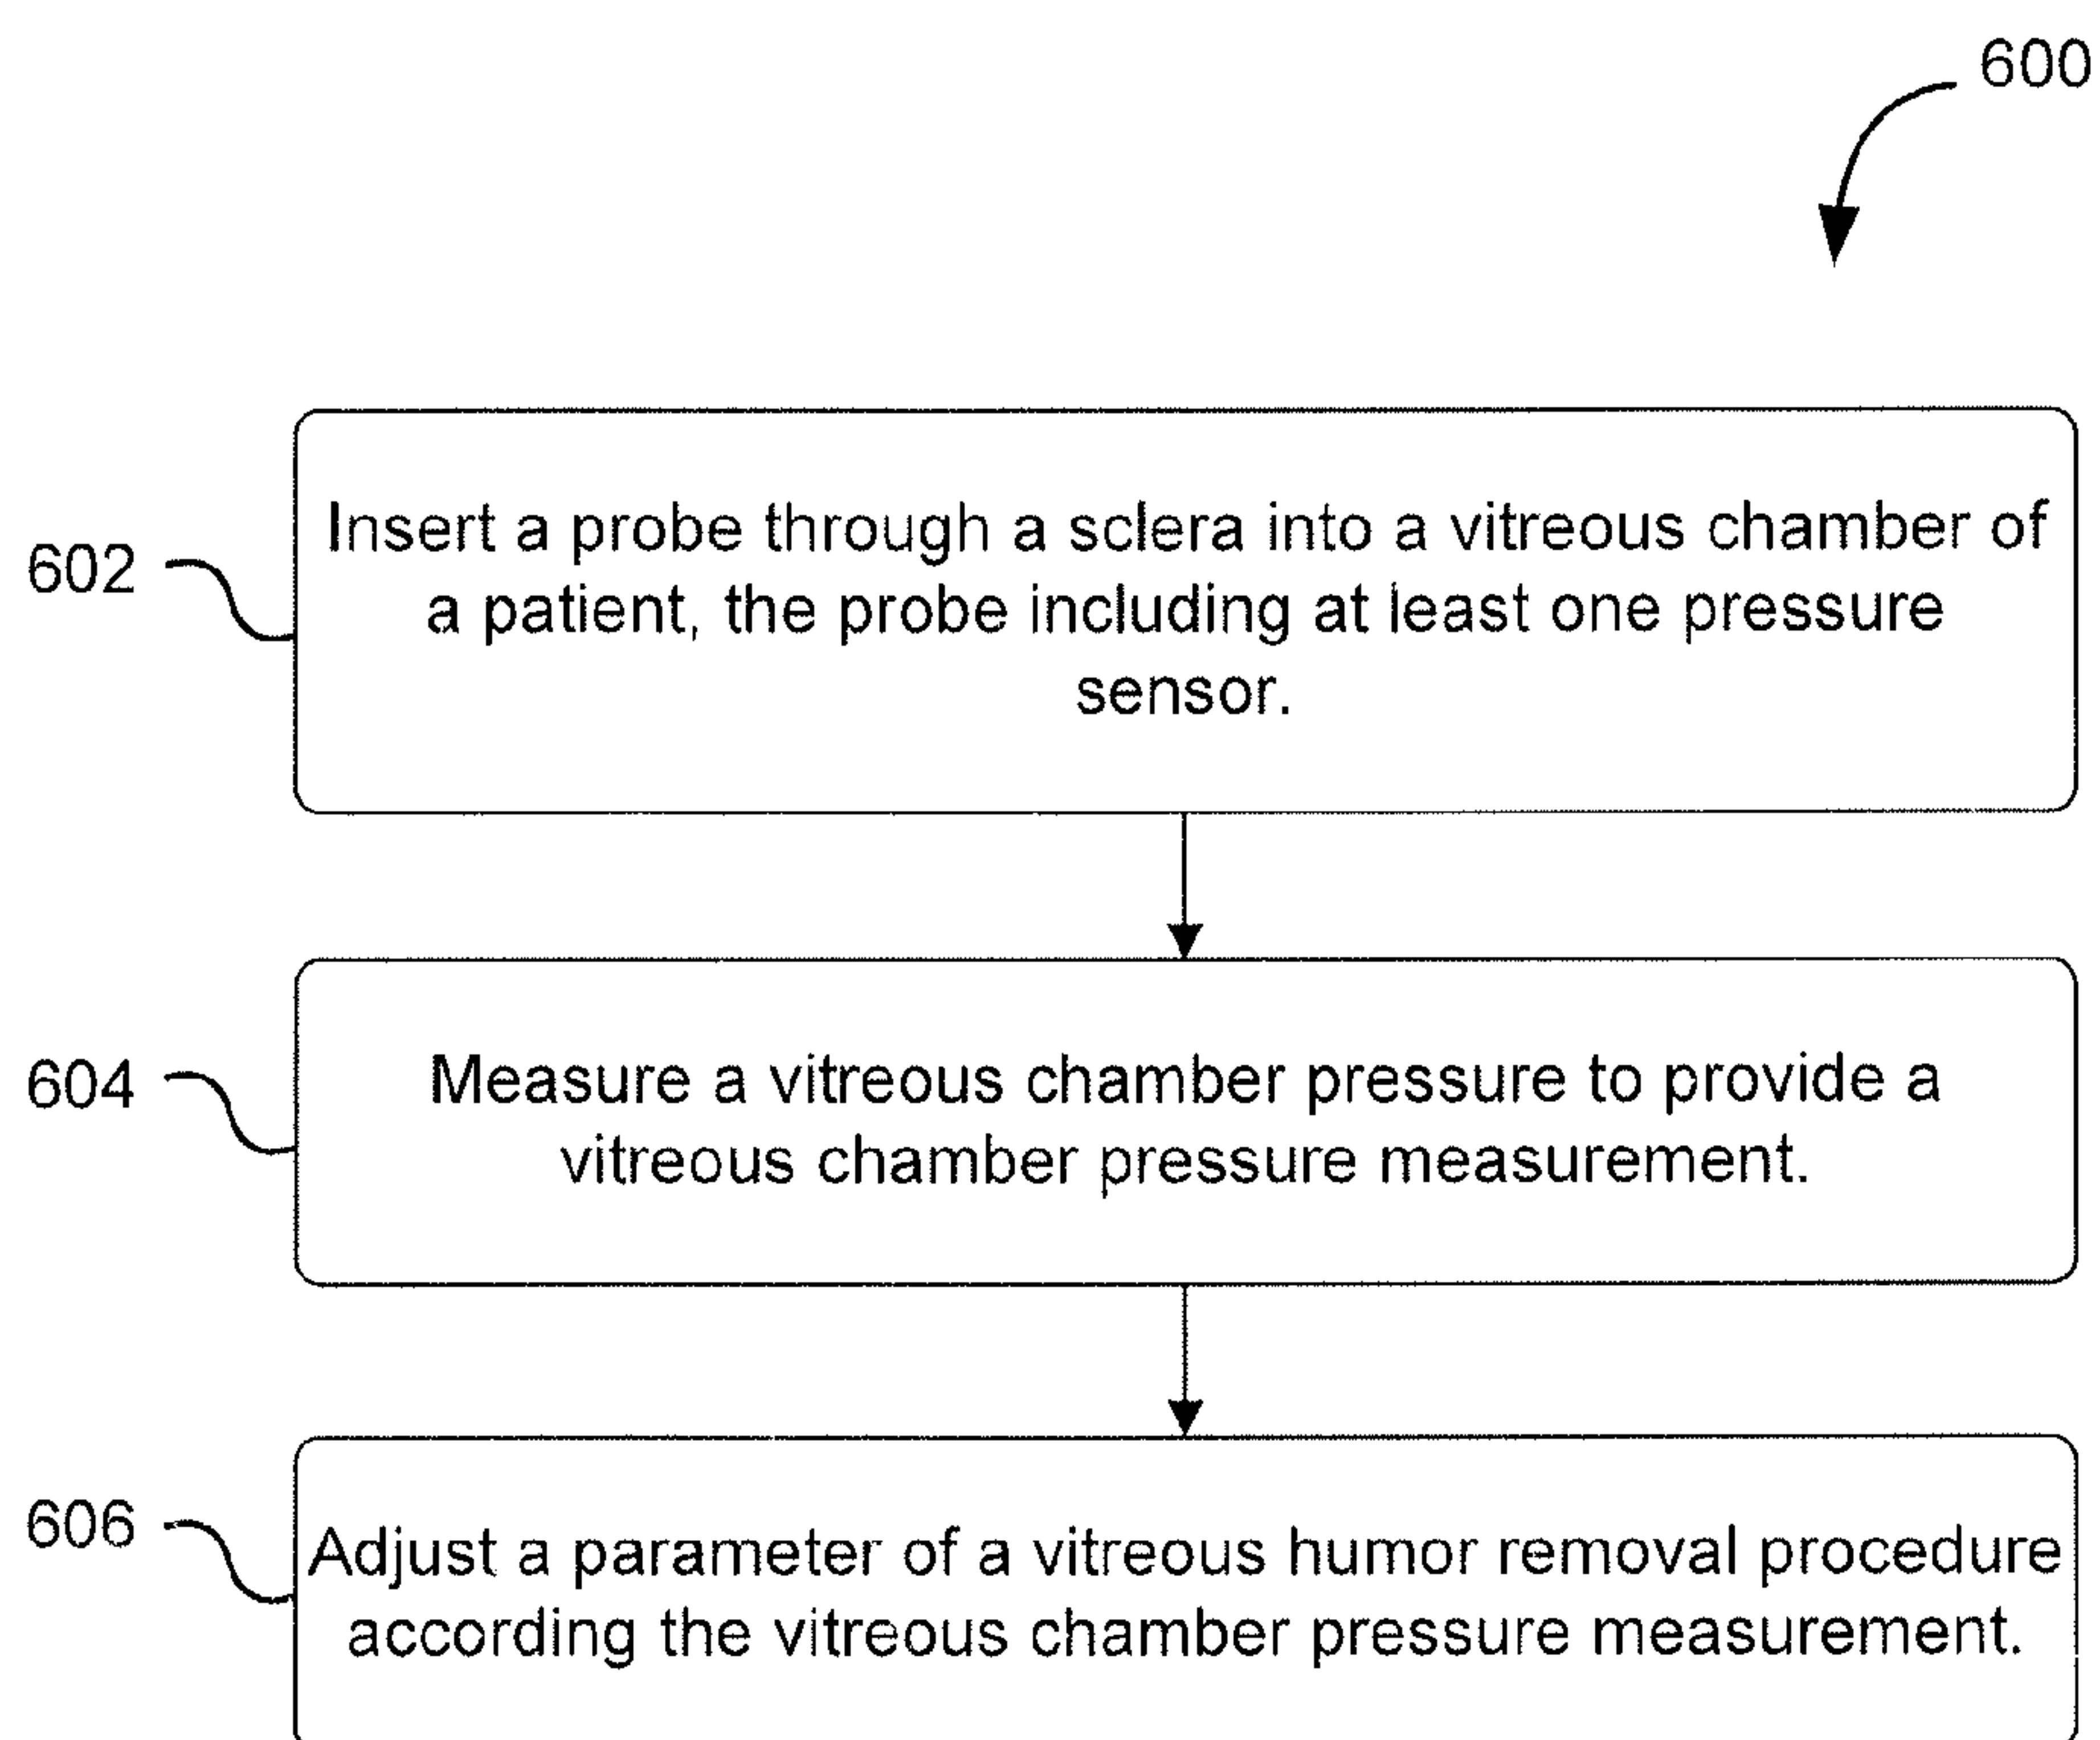 600
602
Insert a probe through a sclera into a vitreous chamber of
a patient, the probe including at least one pressure
sensor.
604
Measure a vitreous chamber pressure to provide a
vitreous chamber pressure measurement.
606
Adjust a parameter of a vitreous humor removal procedure
according the vitreous chamber pressure measurement.